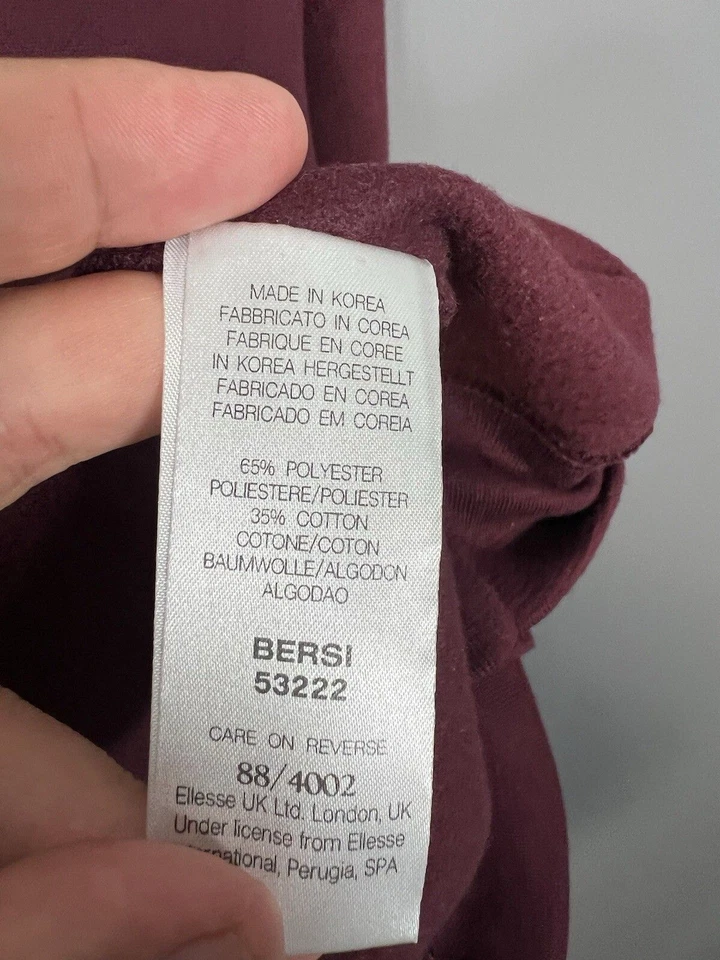 MADE IN KOREA
FABBRICATO IN COREA
FABRIQUE EN COREE
IN KOREA HERGESTELLT
FABRICADO EN COREA
FABRICADO EM COREIA
65% POLYESTER
POLIESTERE/POLIESTER
35% COTTON
COTONE/COTON
BAUMWOLLE/ALGODON
ALGODAO
BERSI
53222
CARE ON REVERSE
88/4002
Ellesse UK Ltd. London, UK
Under license from Ellesse
Perugia, SPA